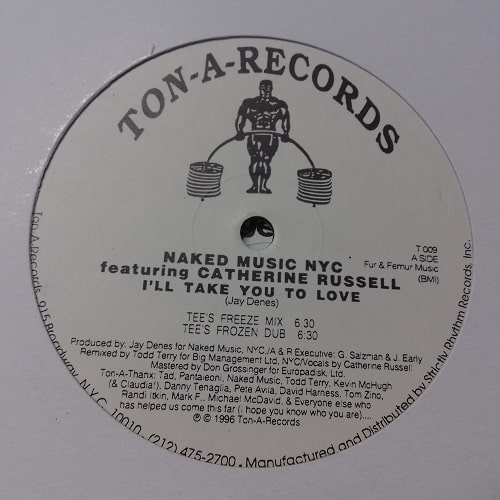 TON-A-RECORDS
T 009
A SIDE
Fur & Femur Music
(BMI)
NAKED MUSIC NYC
featuring CATHERINE RUSSELL
I'LL TAKE YOU TO LOVE
(Jay Denes)
TEE'S FREEZE MIX 6:30
TEE'S FROZEN DUB 6:30
Produced by: Jay Denes for Naked Music, NYC./A & R Executive: G. Salzman & J. Early
Remixed by Todd Terry for Big Management Ltd, NYC/Vocals by Catherine Russell
Mastered by Don Grossinger for Europadisk, Ltd.
Ton-A-Thanx: Tad, Pantaleoni, Naked Music, Todd Terry, Kevin McHugh
(& Claudia!), Danny Tenaglia, Pete Avila, David Harness, Tom Zino,
Randi Itkin, Mark F., Michael McDavid, & Everyone else who
has helped us come this far (I hope you know who you are)....
℗ © 1996 Ton-A-Records
Ton-A Records, 915 Broadway, N.Y.C. 10010, (212) 475-2700. Manufactured and Distributed by Strictly Rhythm Records, Inc.